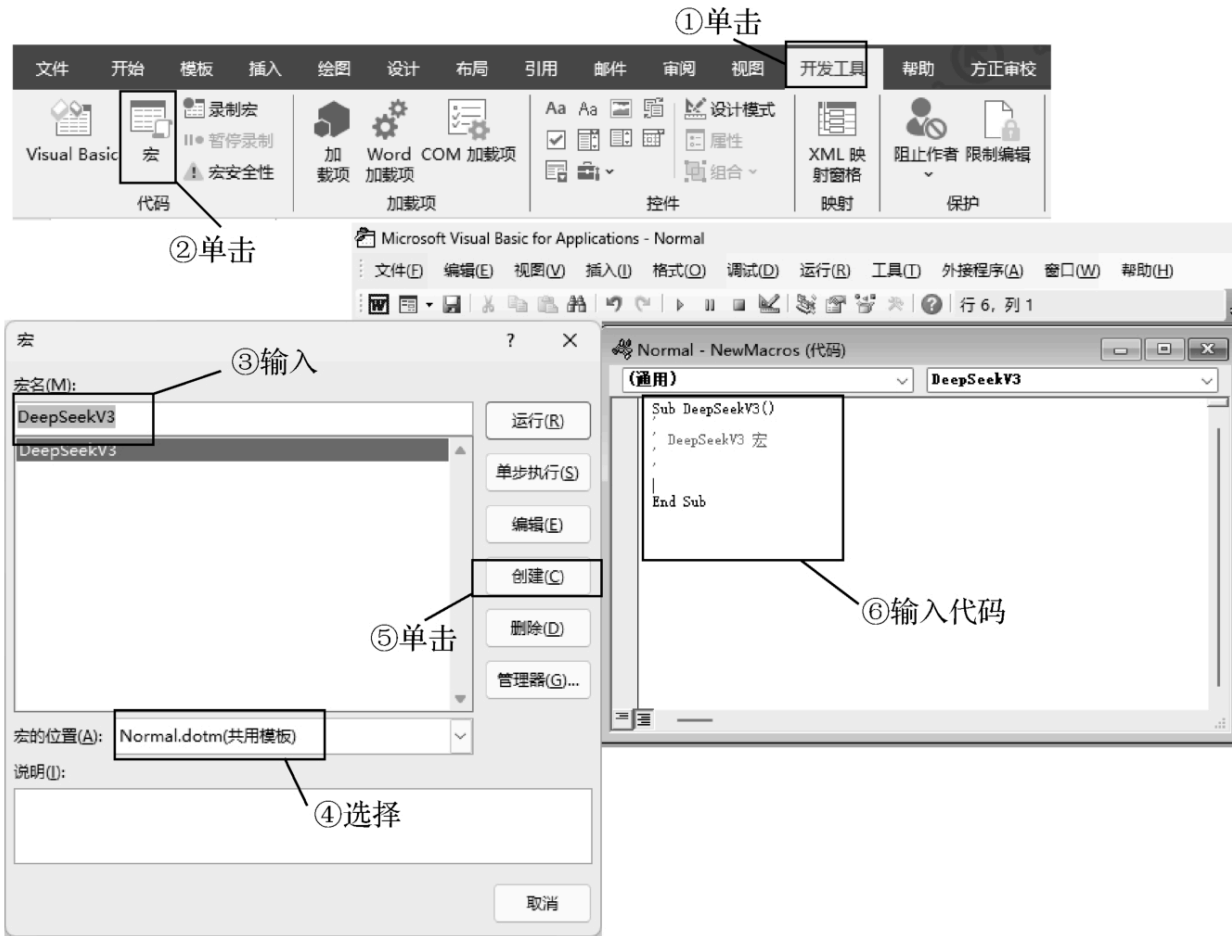 ①单击
文件 开始 模板 插入 绘图 设计 布局 引用 邮件 审阅 视图 开发工具 帮助 方正审校
Visual Basic 宏 录制宏 暂停录制 宏安全性 加载项 Word 加载项 COM 加载项 Aa Aa 设计模式 属性 组合 XML 映射窗格 阻止作者 限制编辑
代码 加载项 控件 映射 保护
②单击
Microsoft Visual Basic for Applications - Normal
文件(F) 编辑(E) 视图(V) 插入(I) 格式(O) 调试(D) 运行(R) 工具(T) 外接程序(A) 窗口(W) 帮助(H)
行 6, 列 1
宏 ? ×
③输入
宏名(M):
DeepSeekV3
DeepSeekV3
运行(R)
单步执行(S)
编辑(E)
创建(C)
⑤单击
删除(D)
管理器(G)...
宏的位置(A): Normal.dotm(共用模板)
说明(I):
④选择
取消
Normal - NewMacros (代码)
(通用) DeepSeekV3
Sub DeepSeekV3()
'
' DeepSeekV3 宏
'
'
End Sub
⑥输入代码